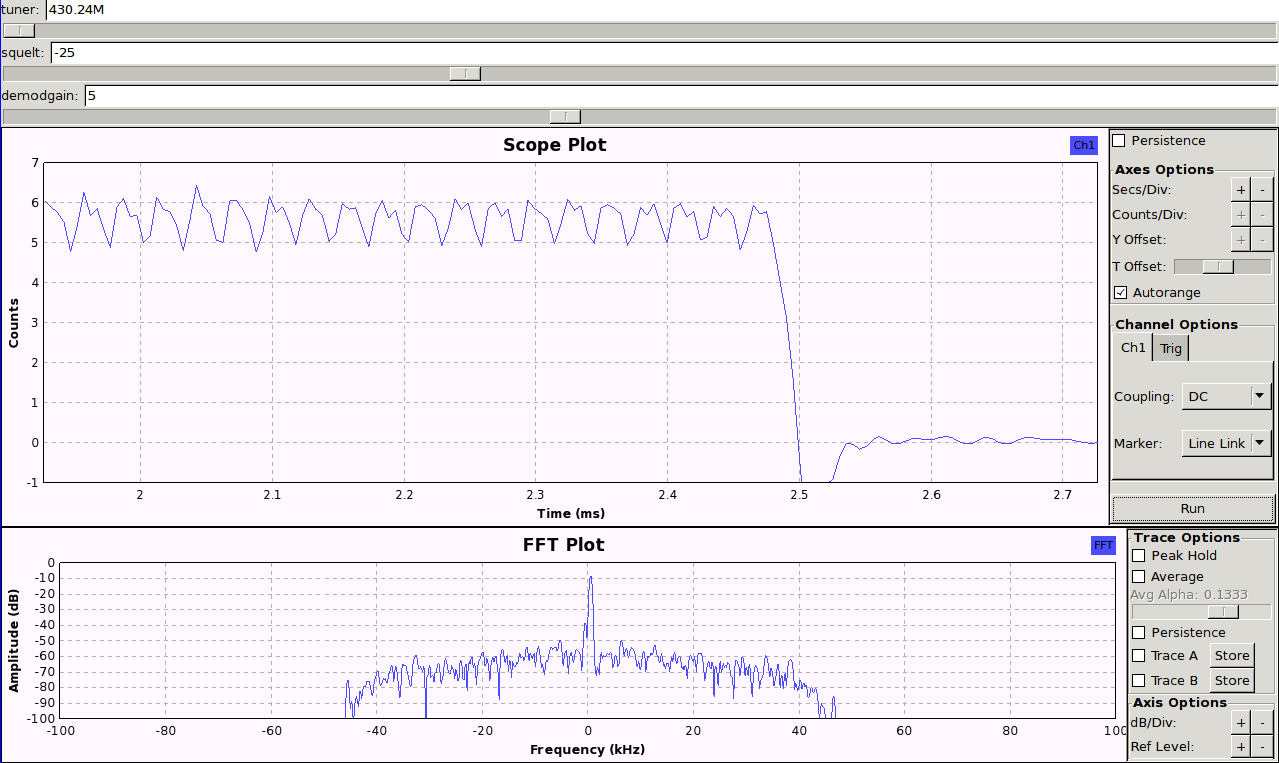 tuner: 430.24M
squelt: -25
demodgain: 5
Scope Plot
Ch1
7
6
5
4
3
2
1
0
-1
Counts
2 2.1 2.2 2.3 2.4 2.5 2.6 2.7
Time (ms)
Persistence
Axes Options
Secs/Div: + -
Counts/Div: + -
Y Offset: + -
T Offset:
Autorange
Channel Options
Ch1 Trig
Coupling: DC
Marker: Line Link
Run
FFT Plot
FFT
0
-10
-20
-30
-40
-50
-60
-70
-80
-90
-100
Amplitude (dB)
-100 -80 -60 -40 -20 0 20 40 60 80 100
Frequency (kHz)
Trace Options
Peak Hold
Average
Avg Alpha: 0.1333
Persistence
Trace A Store
Trace B Store
Axis Options
dB/Div: + -
Ref Level: + -